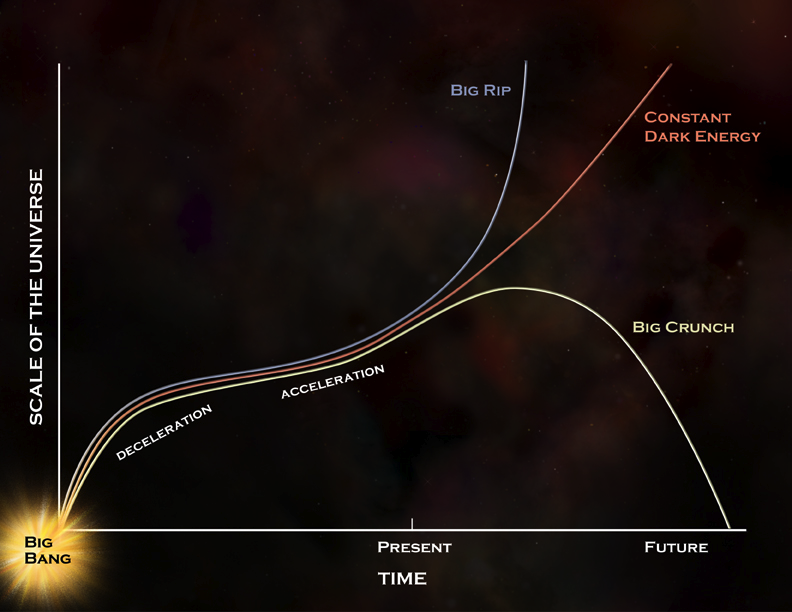 BIG RIP
CONSTANT
DARK ENERGY
SCALE OF THE UNIVERSE
BIG CRUNCH
ACCELERATION
DECELERATION
BIG
BANG
PRESENT
FUTURE
TIME